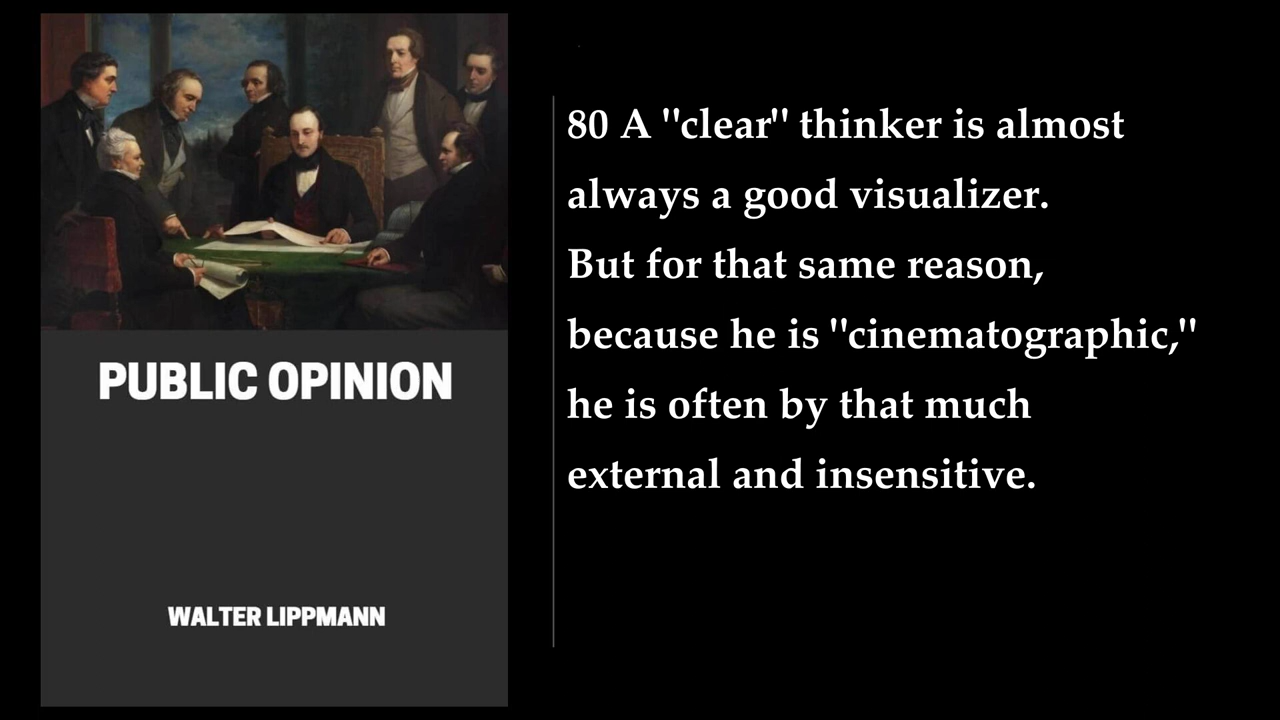 PUBLIC OPINION
WALTER LIPPMANN
80 A "clear" thinker is almost
always a good visualizer.
But for that same reason,
because he is "cinematographic,"
he is often by that much
external and insensitive.